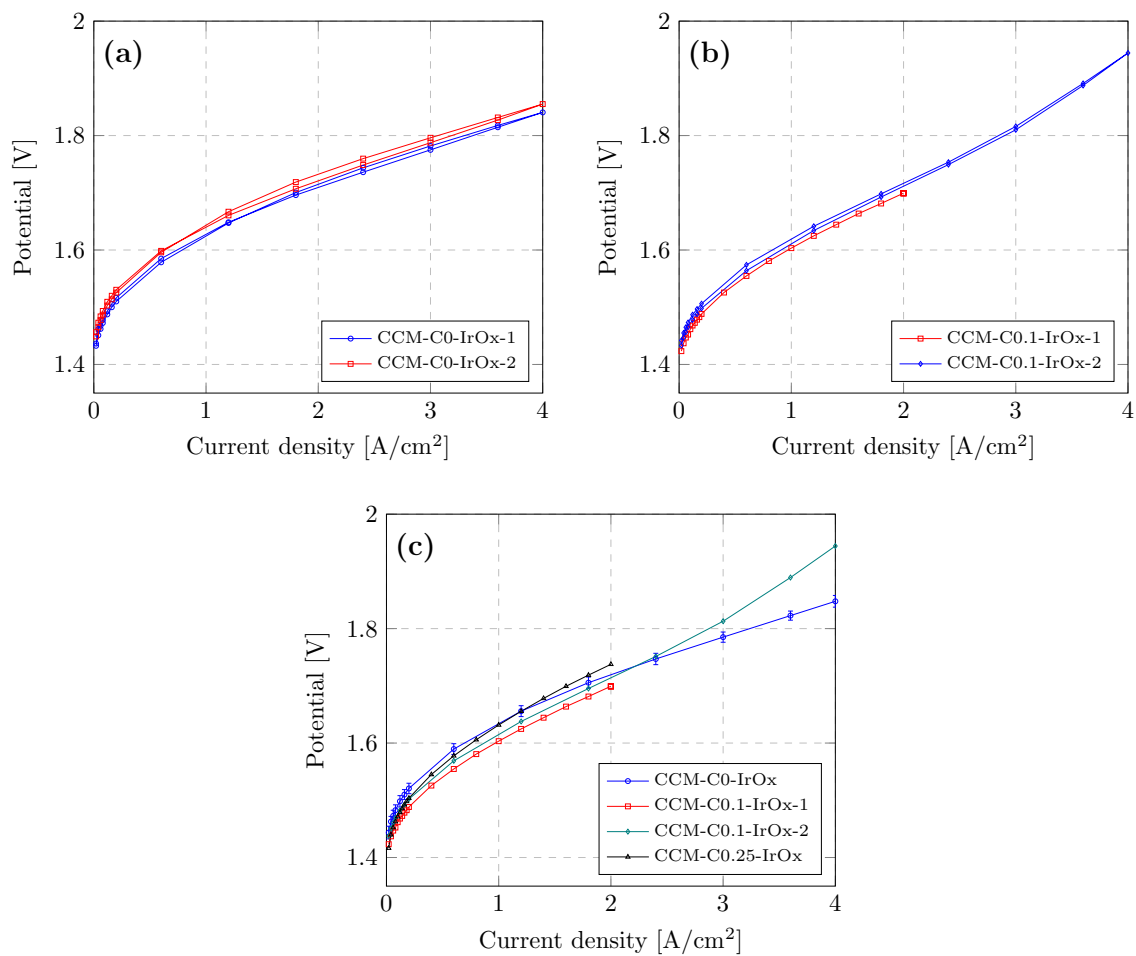 (a)
2
1.8
1.6
1.4
Potential [V]
0
1
2
3
4
Current density [A/cm²]
CCM-C0-IrOx-1
CCM-C0-IrOx-2
(b)
2
1.8
1.6
1.4
Potential [V]
0
1
2
3
4
Current density [A/cm²]
CCM-C0.1-IrOx-1
CCM-C0.1-IrOx-2
(c)
2
1.8
1.6
1.4
Potential [V]
0
1
2
3
4
Current density [A/cm²]
CCM-C0-IrOx
CCM-C0.1-IrOx-1
CCM-C0.1-IrOx-2
CCM-C0.25-IrOx